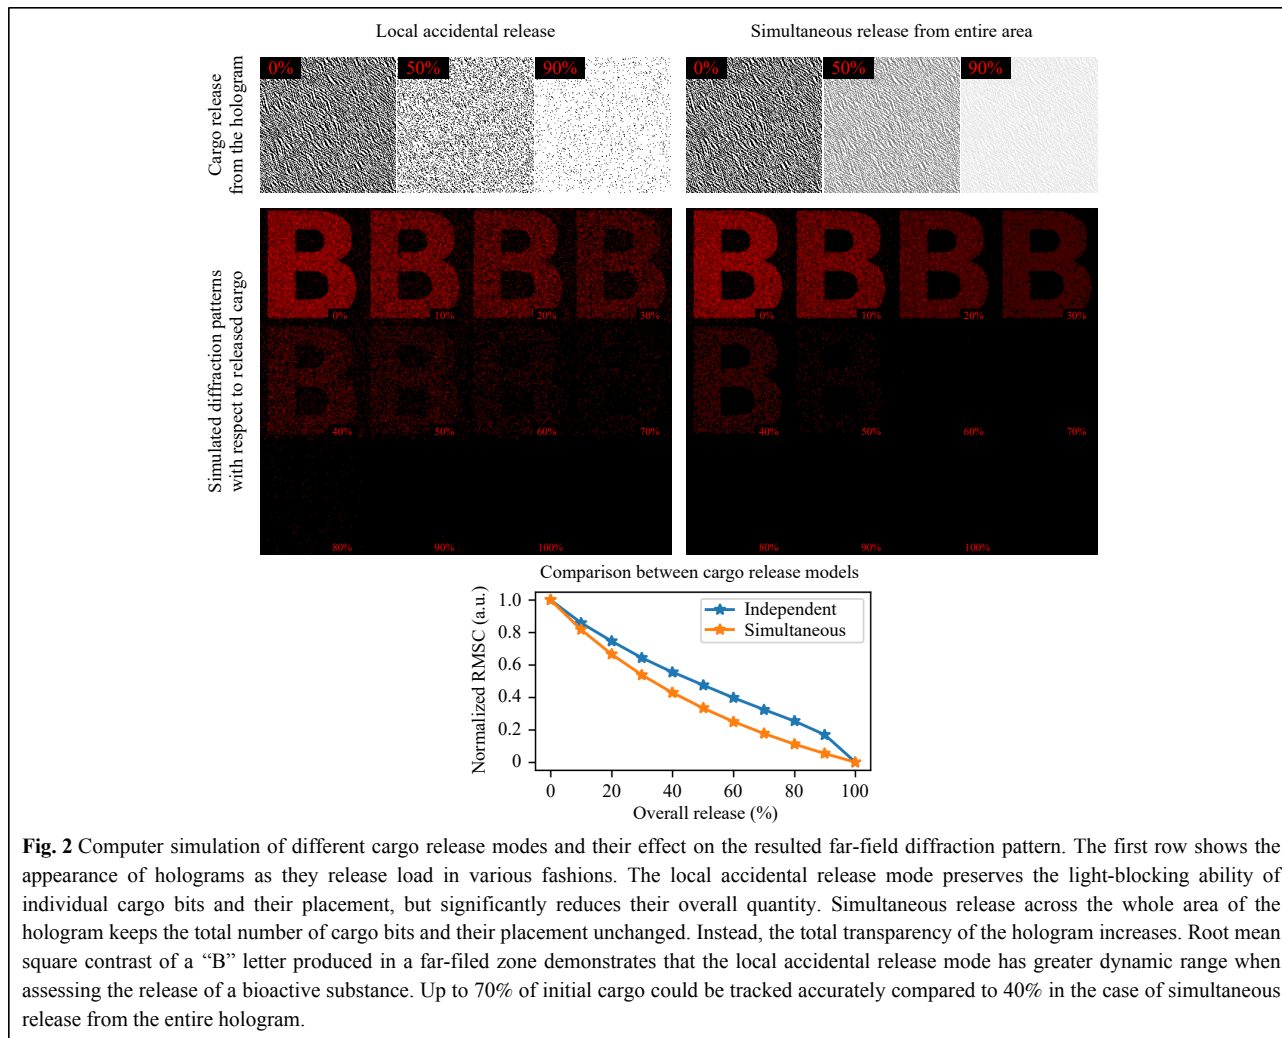 Local accidental release
Simultaneous release from entire area
Cargo release
from the hologram
0%
50%
90%
0%
50%
90%
Simulated diffraction patterns
with respect to released cargo
0%
10%
20%
30%
0%
10%
20%
30%
40%
50%
60%
70%
40%
50%
60%
70%
80%
90%
100%
80%
90%
100%
Comparison between cargo release models
Normalized RMSC (a.u.)
1.0
0.8
0.6
0.4
0.2
0
Independent
Simultaneous
0
20
40
60
80
100
Overall release (%)
Fig. 2 Computer simulation of different cargo release modes and their effect on the resulted far-field diffraction pattern. The first row shows the
appearance of holograms as they release load in various fashions. The local accidental release mode preserves the light-blocking ability of
individual cargo bits and their placement, but significantly reduces their overall quantity. Simultaneous release across the whole area of the
hologram keeps the total number of cargo bits and their placement unchanged. Instead, the total transparency of the hologram increases. Root mean
square contrast of a “B” letter produced in a far-filed zone demonstrates that the local accidental release mode has greater dynamic range when
assessing the release of a bioactive substance. Up to 70% of initial cargo could be tracked accurately compared to 40% in the case of simultaneous
release from the entire hologram.